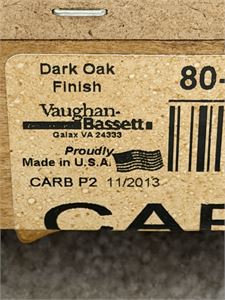 Dark Oak
Finish
80-
Vaughan-
Bassett
Galax VA 24333
Proudly
Made in U.S.A.
CARB P2 11/2013